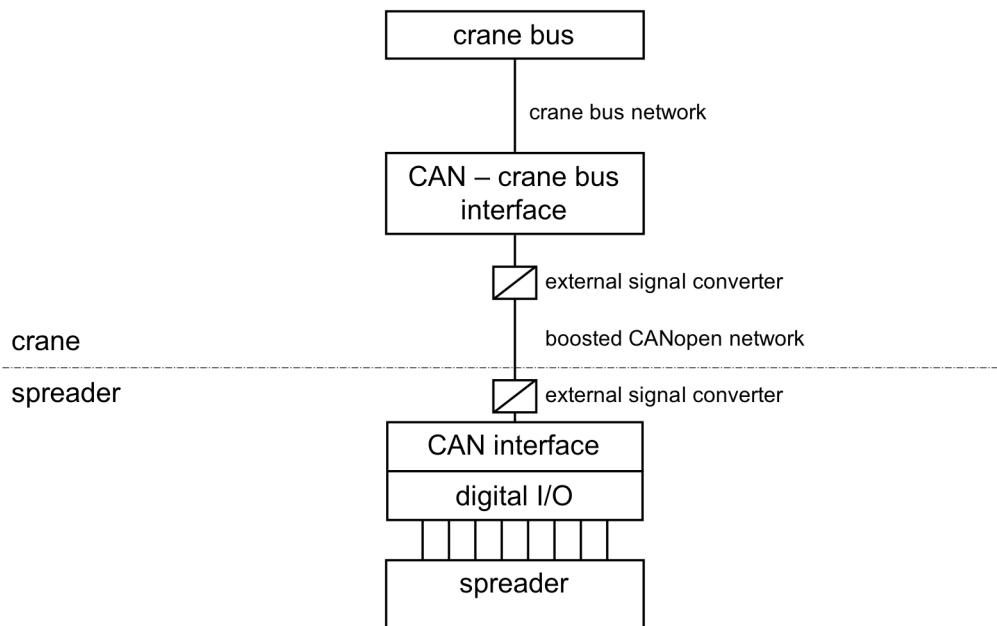 crane bus
crane bus network
CAN – crane bus
interface
external signal converter
boosted CANopen network
crane
spreader
external signal converter
CAN interface
digital I/O
spreader